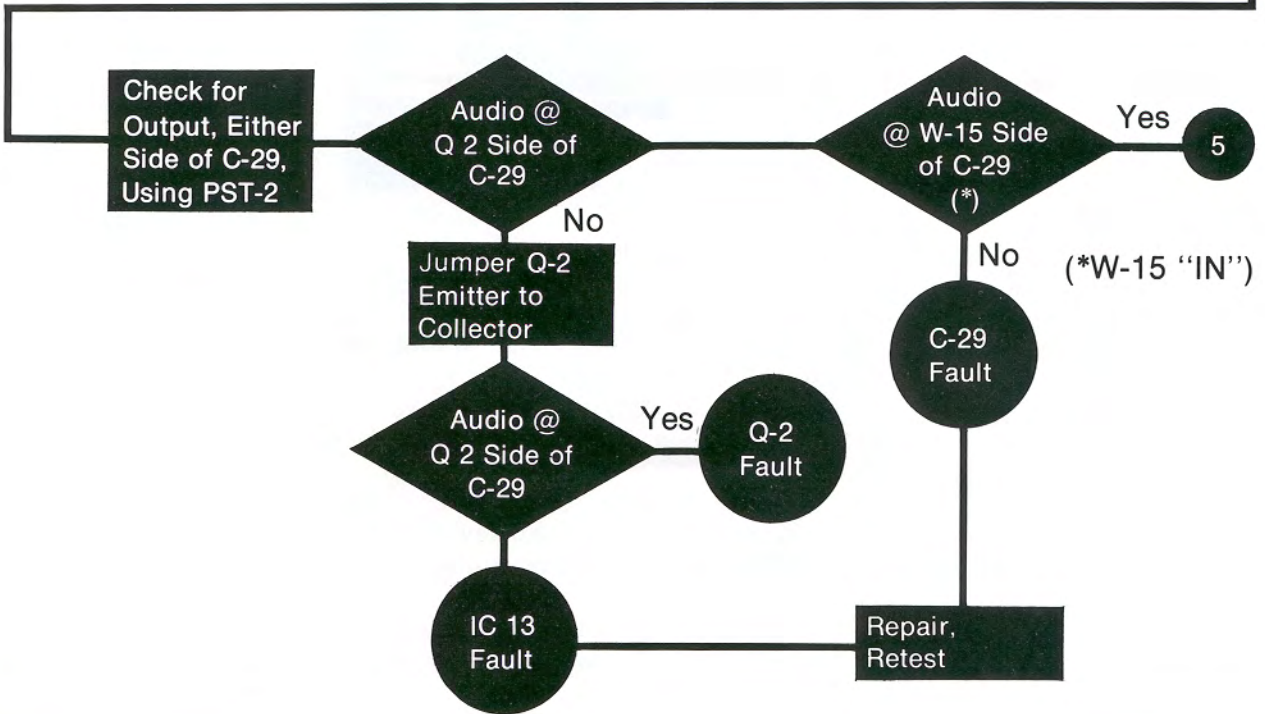 Check for
Output, Either
Side of C-29,
Using PST-2
Audio @
Q 2 Side of
C-29
No
Audio
@ W-15 Side
of C-29
(*)
Yes
5
No
(*W-15 "IN")
Jumper Q-2
Emitter to
Collector
C-29
Fault
Audio @
Q 2 Side of
C-29
Yes
Q-2
Fault
IC 13
Fault
Repair,
Retest